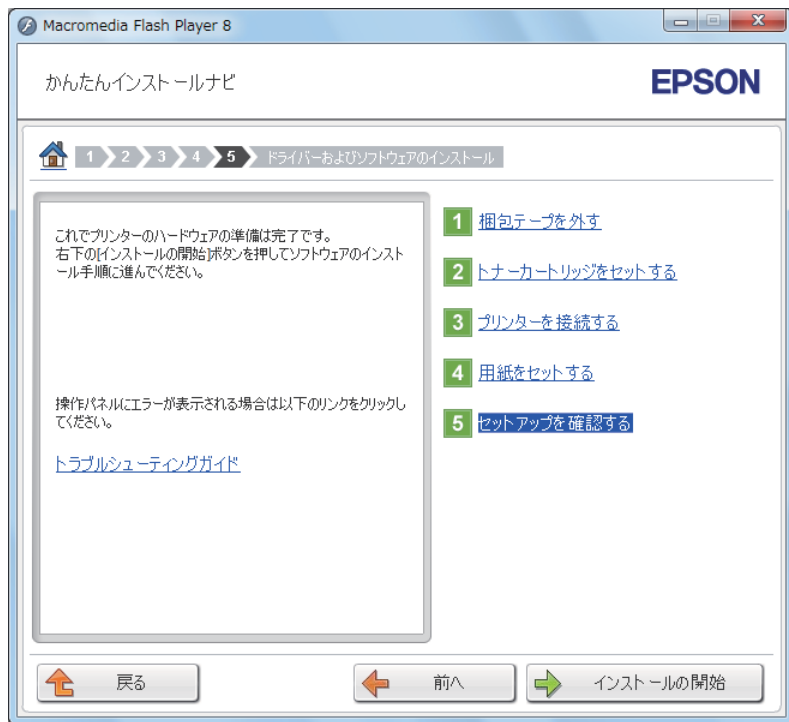 Macromedia Flash Player 8
かんたんインストールナビ
EPSON
1 2 3 4 5 ドライバーおよびソフトウェアのインストール
これでプリンターのハードウェアの準備は完了です。
右下の[インストールの開始]ボタンを押してソフトウェアのインスト
ール手順に進んでください。
操作パネルにエラーが表示される場合は以下のリンクをクリックし
てください。
トラブルシューティングガイド
1 梱包テープを外す
2 トナーカートリッジをセットする
3 プリンターを接続する
4 用紙をセットする
5 セットアップを確認する
戻る
前へ
インストールの開始